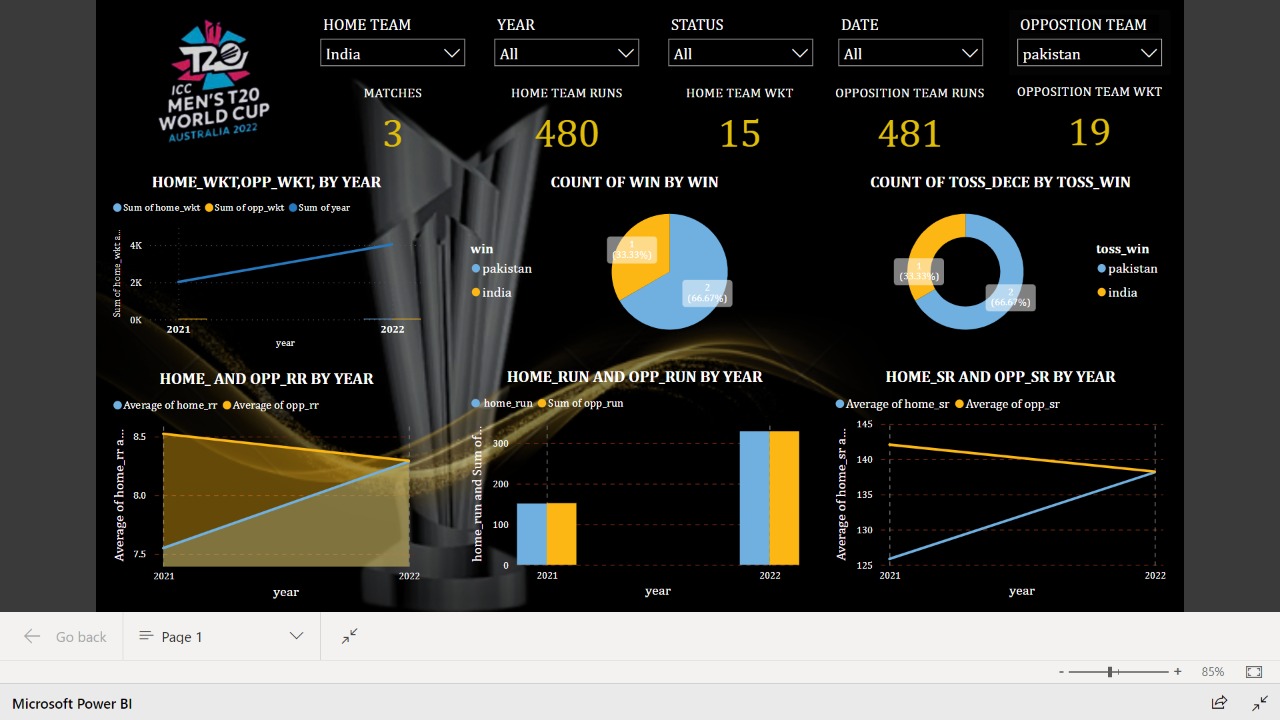 HOME TEAM
YEAR
STATUS
DATE
OPPOSTION TEAM
India
All
All
All
pakistan
ICC
T20
MEN'S T20
WORLD CUP
AUSTRALIA 2022
MATCHES
HOME TEAM RUNS
HOME TEAM WKT
OPPOSITION TEAM RUNS
OPPOSITION TEAM WKT
3
480
15
481
19
HOME_WKT,OPP_WKT, BY YEAR
Sum of home_wkt Sum of opp_wkt Sum of year
Sum of home_wkt a...
4K
2K
0K
2021 2022
year
COUNT OF WIN BY WIN
win
pakistan
india
1
(33.33%)
2
(66.67%)
COUNT OF TOSS_DECE BY TOSS_WIN
1
(33.33%)
2
(66.67%)
toss_win
pakistan
india
HOME_ AND OPP_RR BY YEAR
Average of home_rr Average of opp_rr
Average of home_rr a...
8.5
8.0
7.5
2021 2022
year
HOME_RUN AND OPP_RUN BY YEAR
home_run Sum of opp_run
home_run and Sum of...
300
200
100
0
2021 2022
year
HOME_SR AND OPP_SR BY YEAR
Average of home_sr Average of opp_sr
Average of home_sr a...
145
140
135
130
125
2021 2022
year
Go back
Page 1
- + 85%
Microsoft Power BI